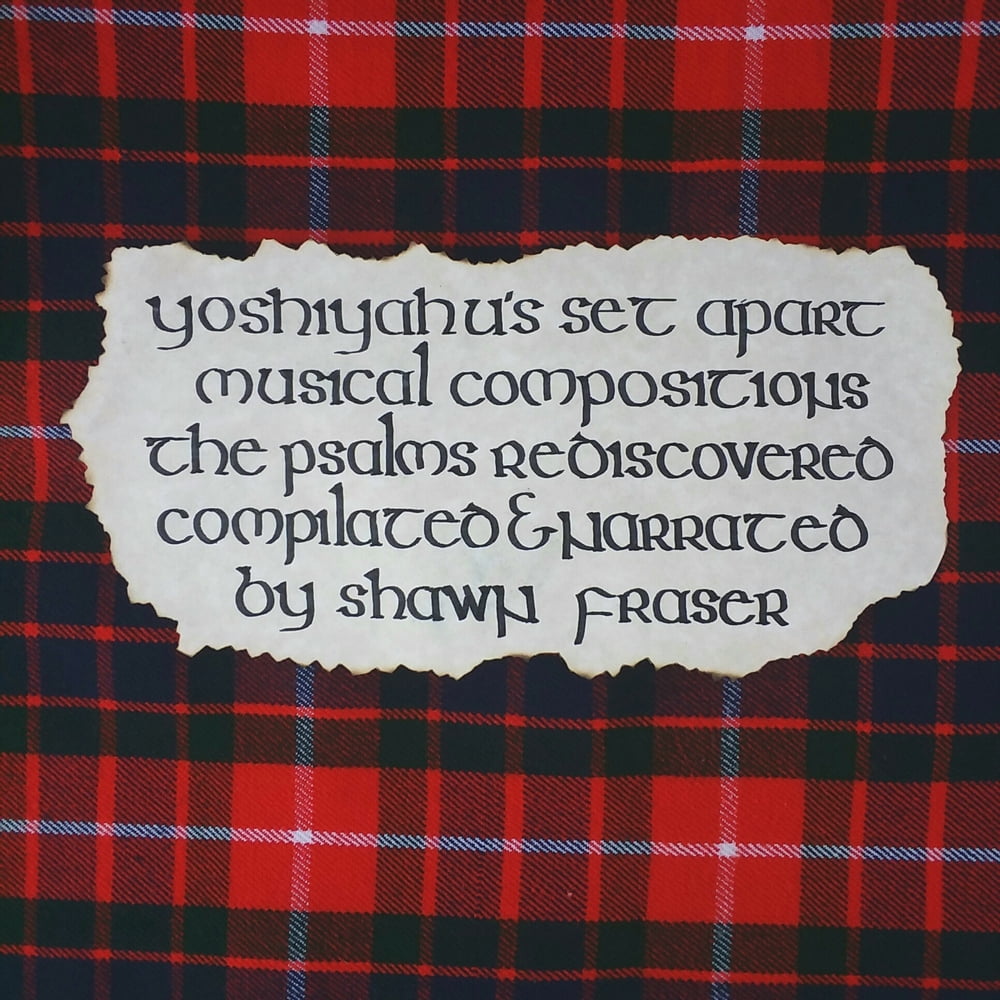 yoshiyahu's set apart
musical compositions
the psalms rediscovered
compilated & narrated
by shawn fraser